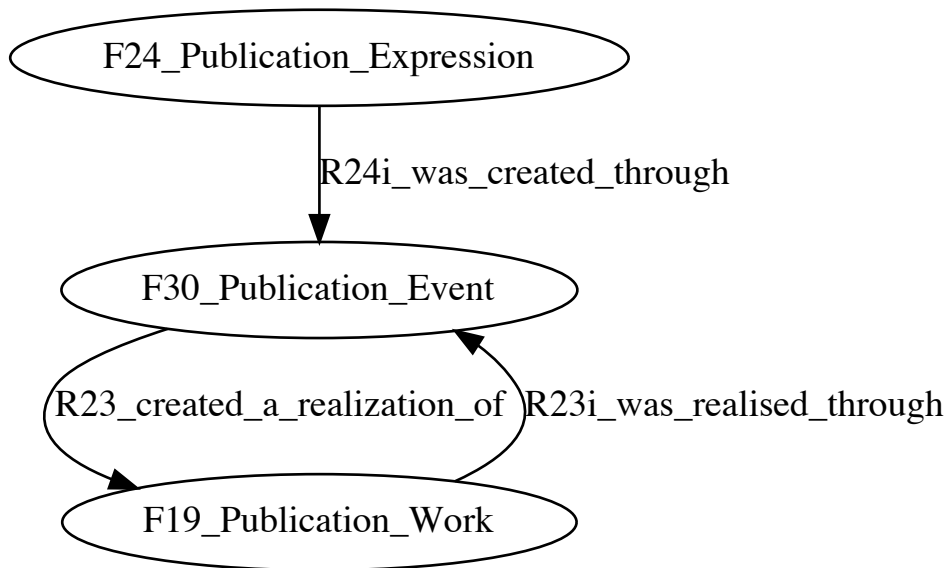 F24_Publication_Expression
R24i_was_created_through
F30_Publication_Event
R23_created_a_realization_of
R23i_was_realised_through
F19_Publication_Work